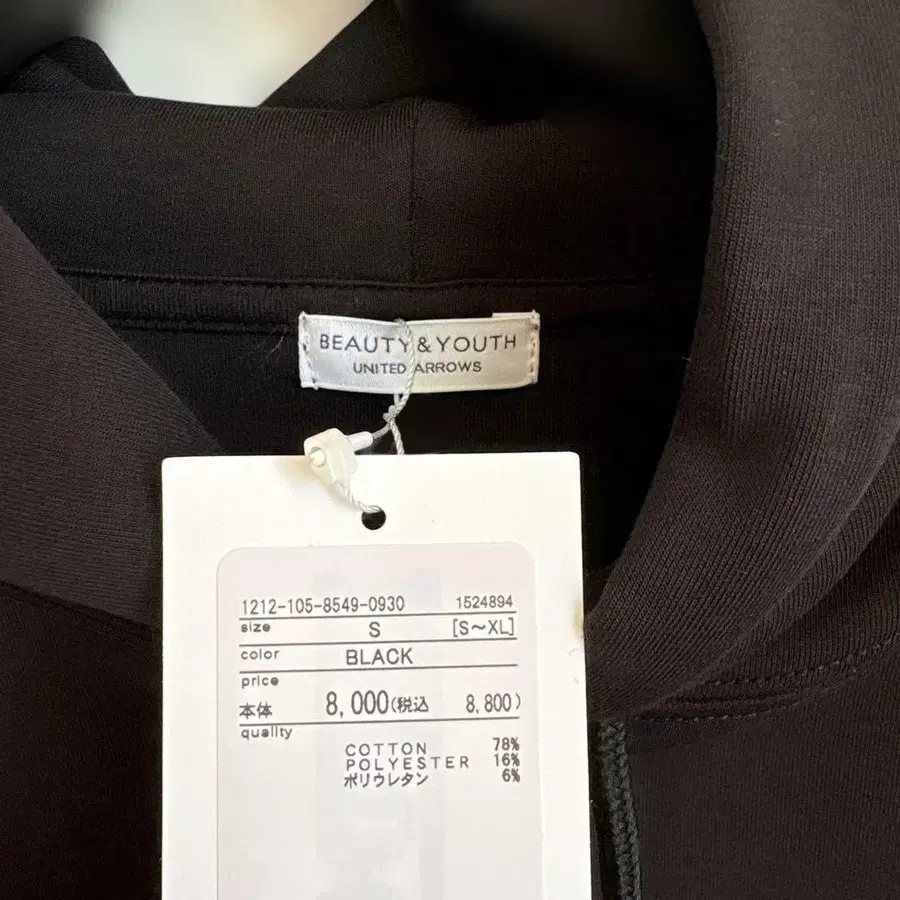 BEAUTY & YOUTH
UNITED ARROWS
1212-105-8549-0930 1524894
size S [S～XL]
color BLACK
price
本体 8,000(税込 8,800)
quality
COTTON 78%
POLYESTER 16%
ポリウレタン 6%